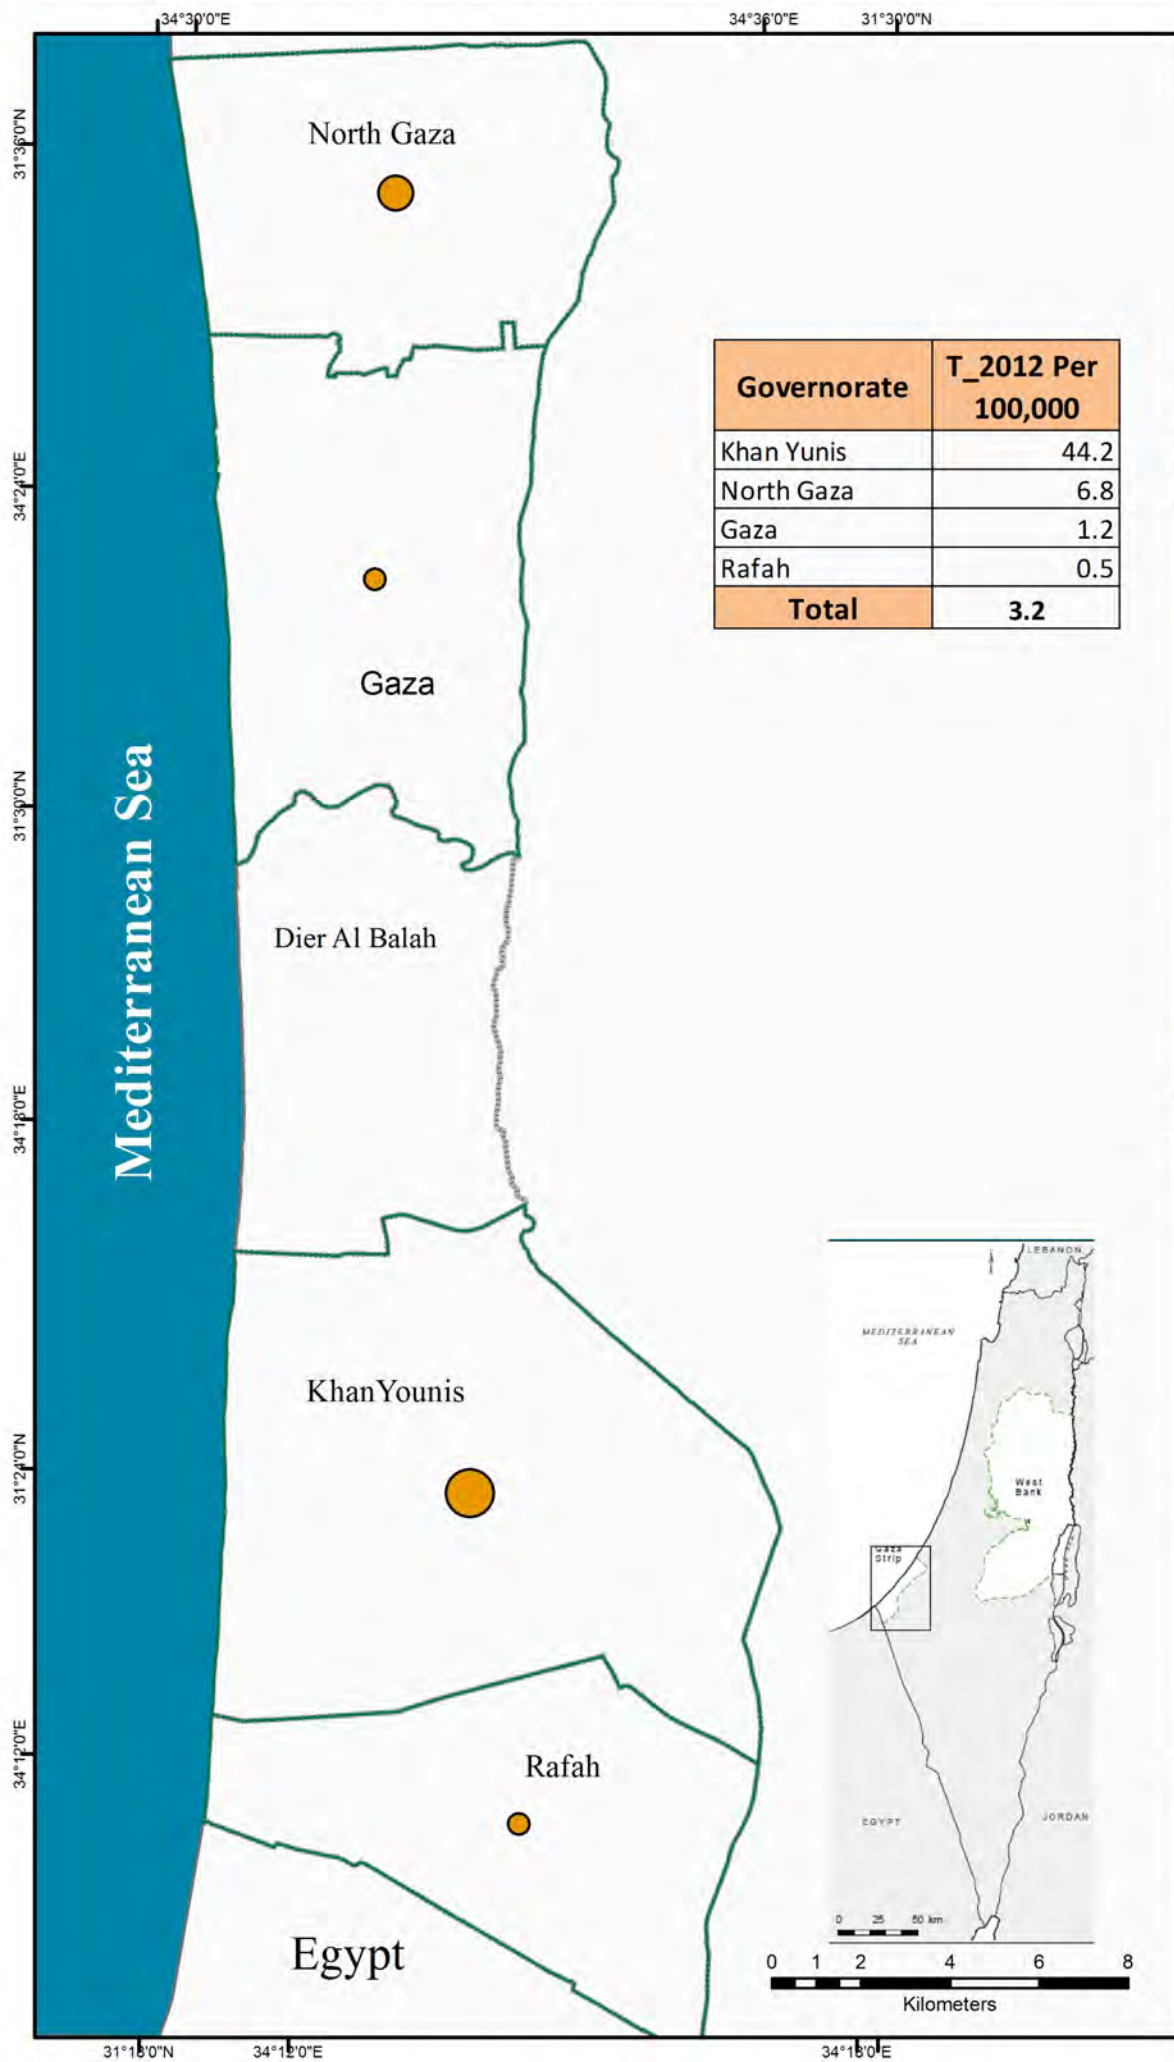 34°30'0"E
34°36'0"E
31°30'0"N
31°36'0"N
North Gaza
Governorate
T_2012 Per
100,000
Khan Yunis
44.2
North Gaza
6.8
Gaza
1.2
Rafah
0.5
Total
3.2
34°24'0"E
Gaza
31°30'0"N
Mediterranean Sea
Dier Al Balah
34°18'0"E
LEBANON
MEDITERRANEAN
SEA
KhanYounis
31°24'0"N
West
Bank
Gaza
Strip
34°12'0"E
Rafah
EGYPT
JORDAN
0 25 50 km
Egypt
0 1 2 4 6 8
Kilometers
31°18'0"N
34°12'0"E
34°18'0"E